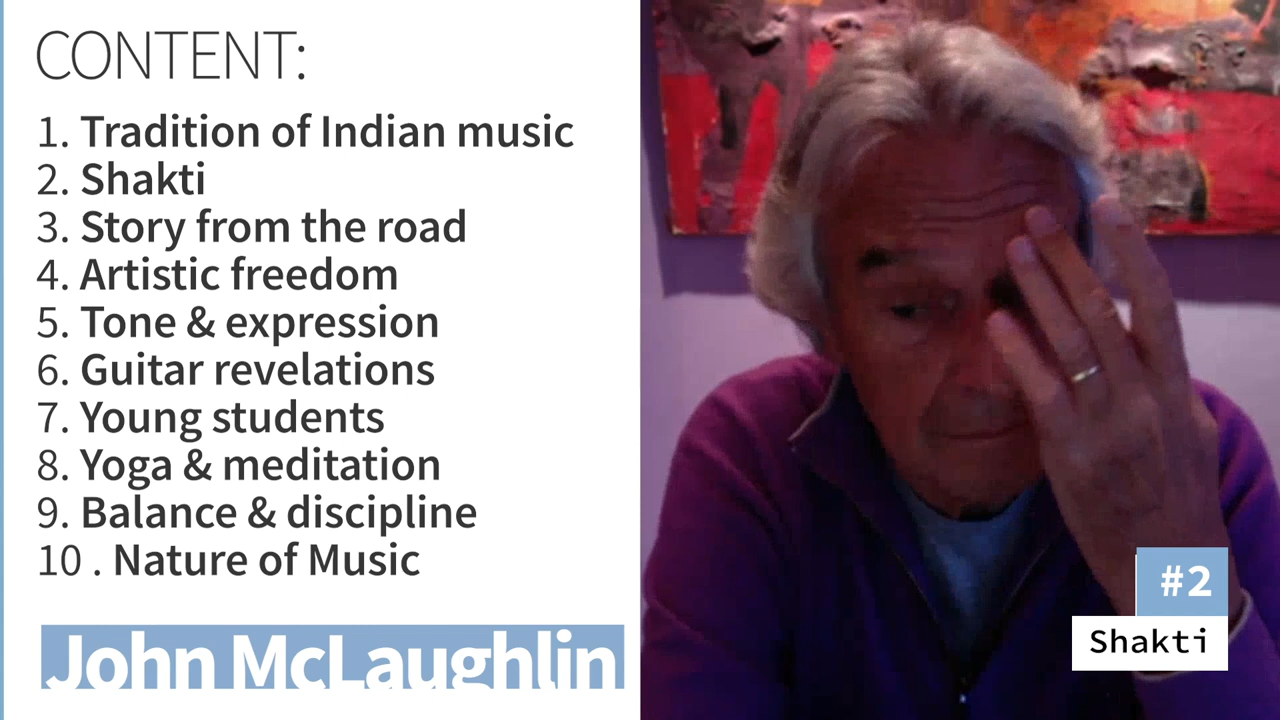 CONTENT:
1. Tradition of Indian music
2. Shakti
3. Story from the road
4. Artistic freedom
5. Tone & expression
6. Guitar revelations
7. Young students
8. Yoga & meditation
9. Balance & discipline
10 . Nature of Music
John McLaughlin
#2
Shakti